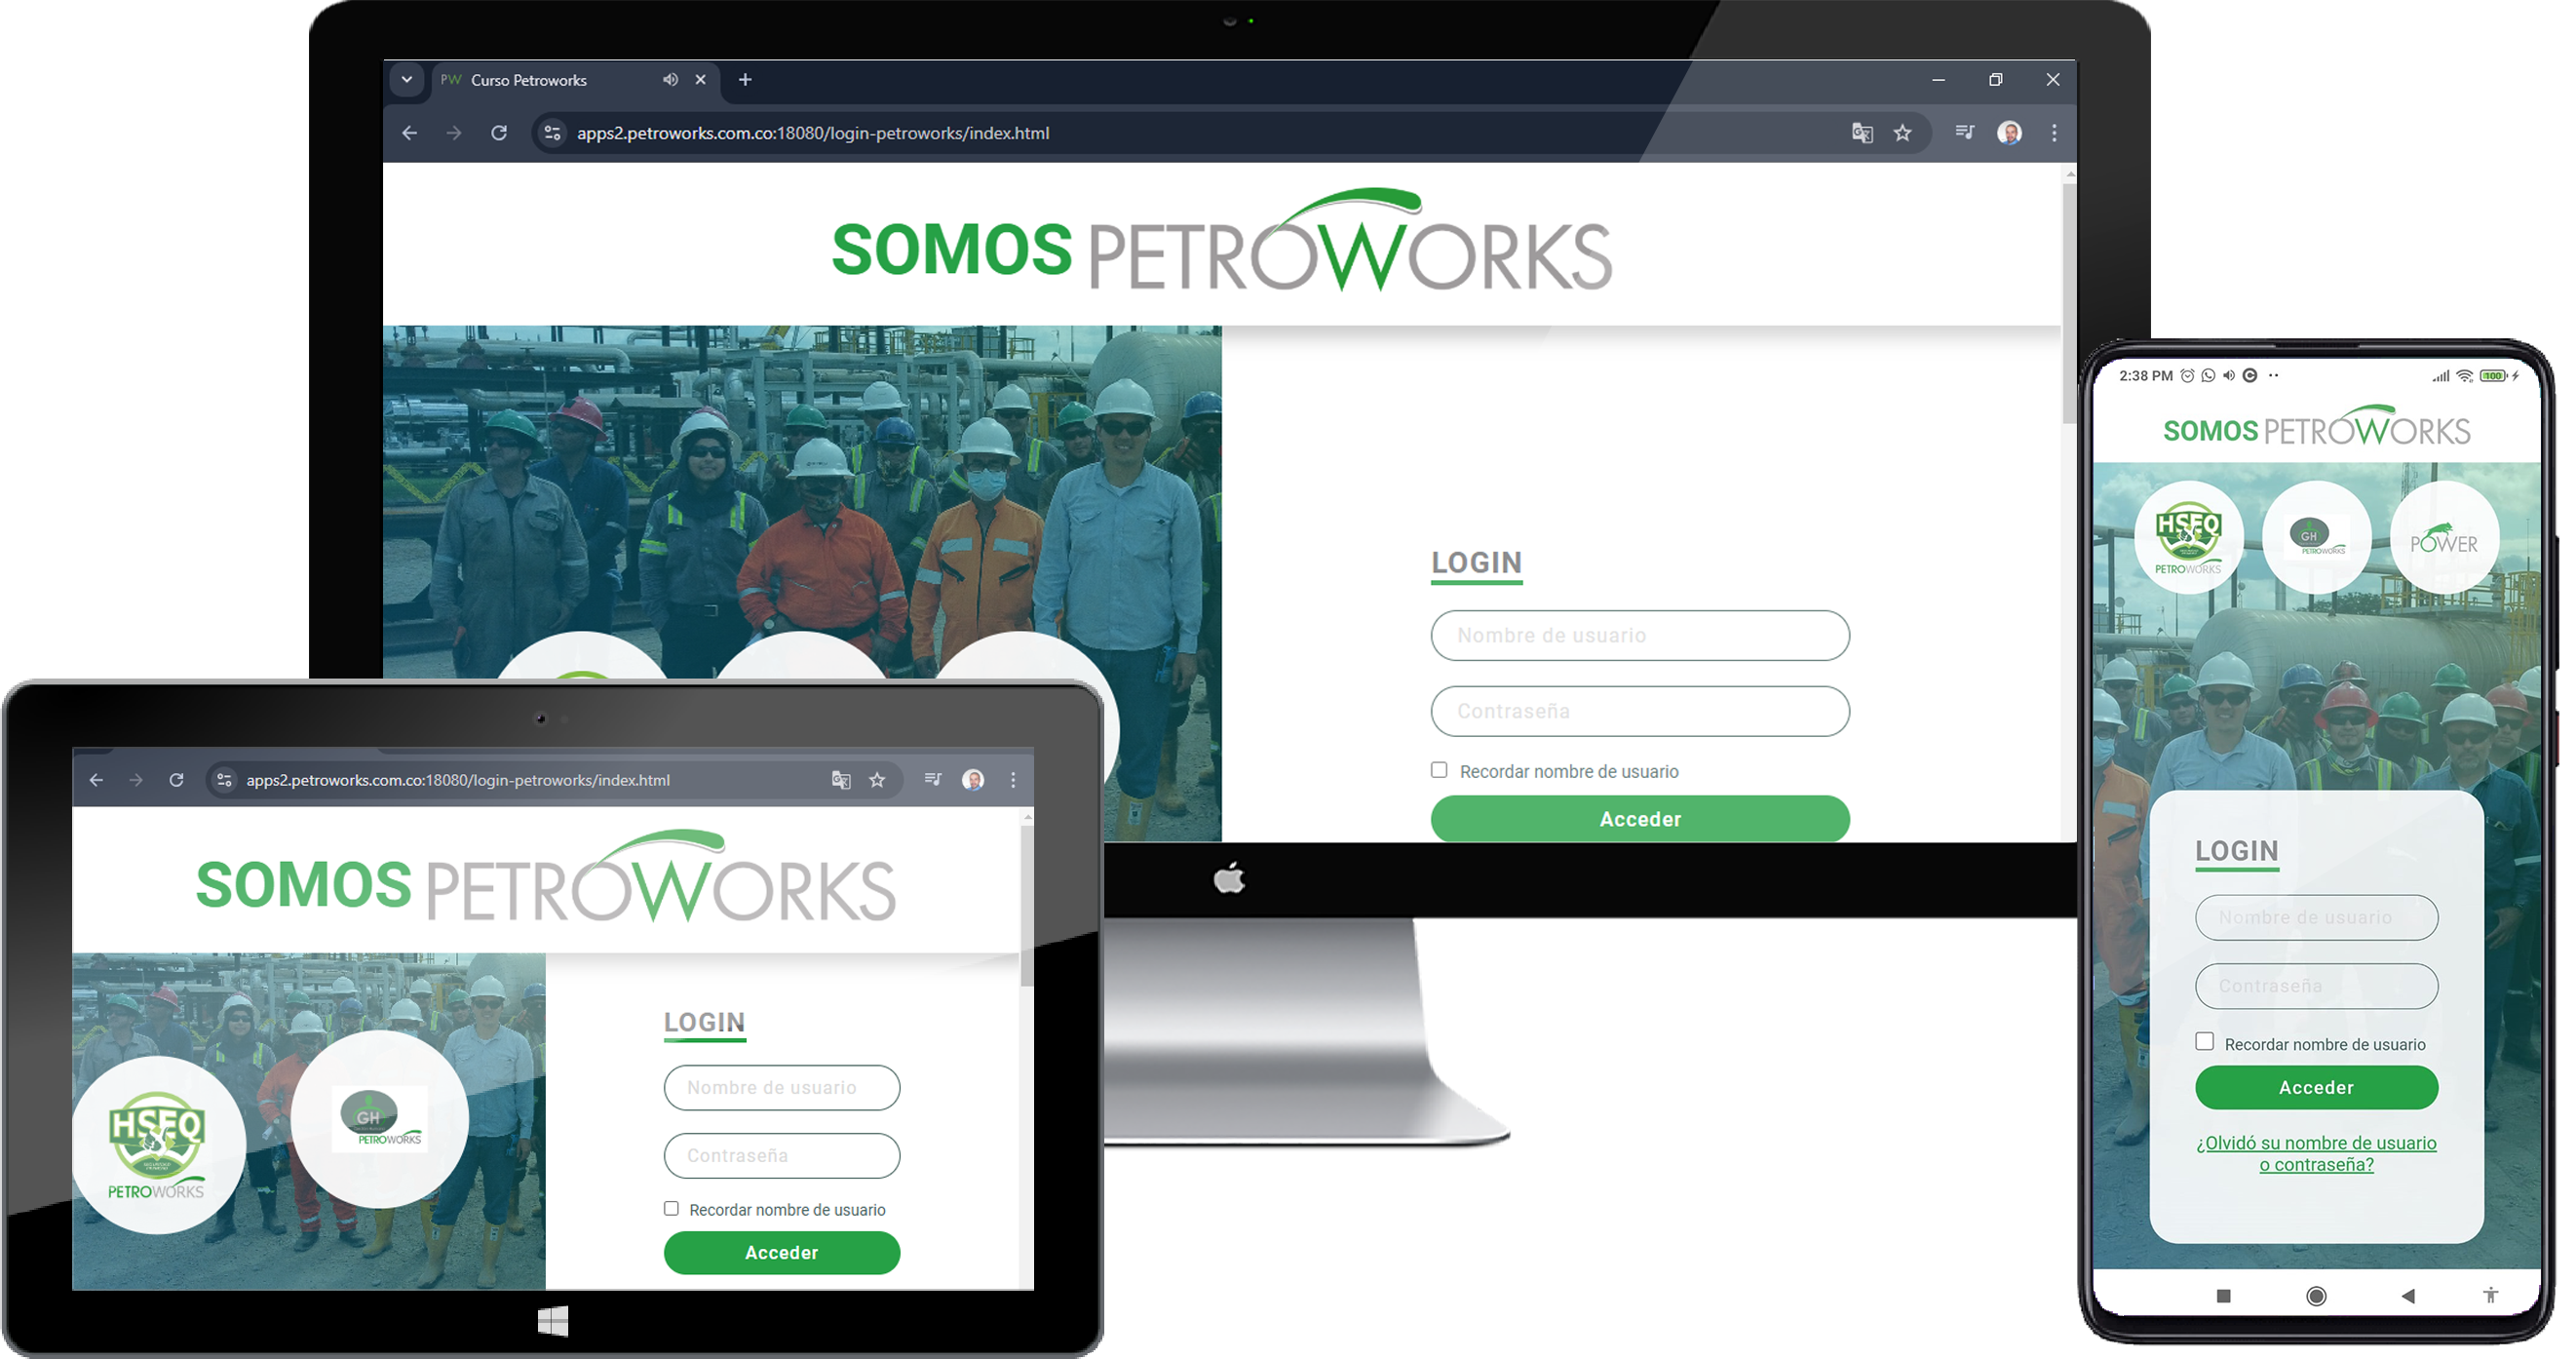 PW Curso Petroworks
apps2.petroworks.com.co:18080/login-petroworks/index.html
SOMOS PETROWORKS
LOGIN
Nombre de usuario
Contraseña
Recordar nombre de usuario
Acceder
apps2.petroworks.com.co:18080/login-petroworks/index.html
SOMOS PETROWORKS
HSEQ
PETROWORKS
GH
PETROWORKS
LOGIN
Nombre de usuario
Contraseña
Recordar nombre de usuario
Acceder
2:38 PM
100
SOMOS PETROWORKS
HSEQ
PETROWORKS
GH
PETROWORKS
POWER
LOGIN
Nombre de usuario
Contraseña
Recordar nombre de usuario
Acceder
¿Olvidó su nombre de usuario
o contraseña?